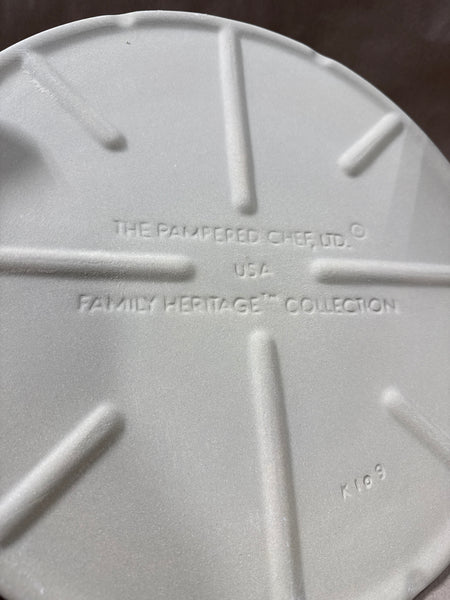 THE PAMPERED CHEF, LTD.©
USA
FAMILY HERITAGE™ COLLECTION